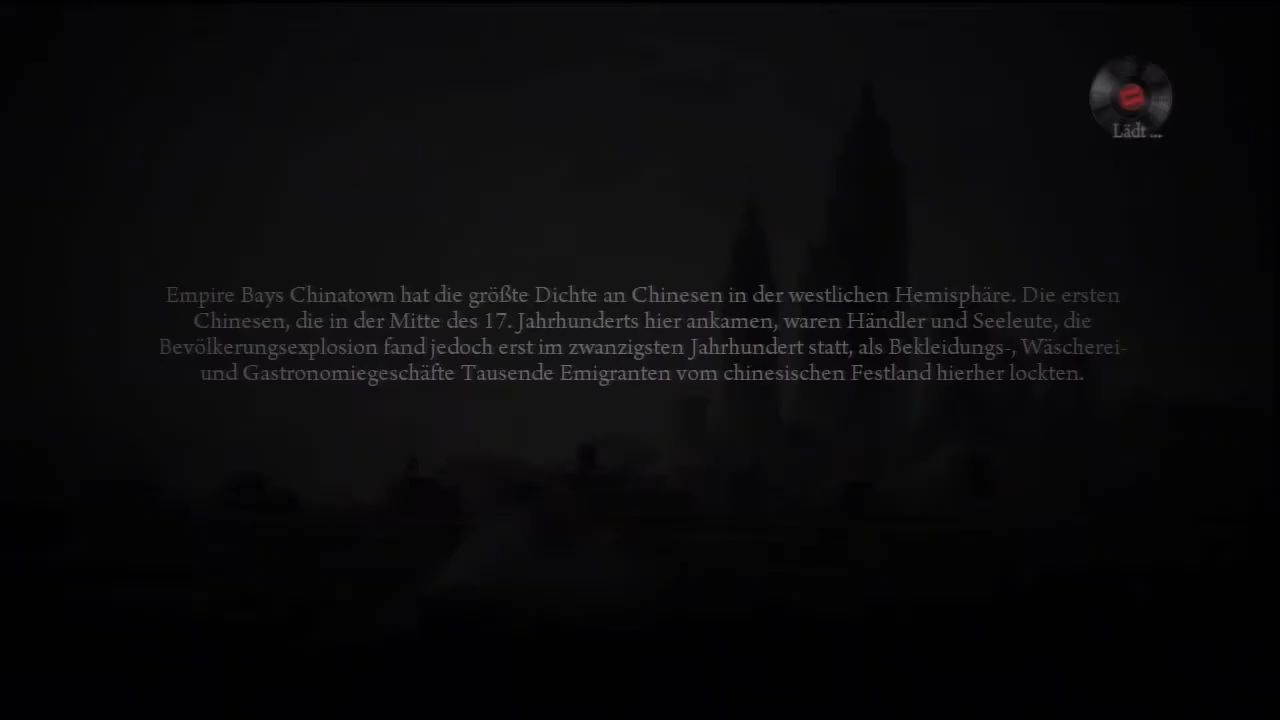 Lädt ...
Empire Bays Chinatown hat die größte Dichte an Chinesen in der westlichen Hemisphäre. Die ersten
Chinesen, die in der Mitte des 17. Jahrhunderts hier ankamen, waren Händler und Seeleute, die
Bevölkerungsexplosion fand jedoch erst im zwanzigsten Jahrhundert statt, als Bekleidungs-, Wäscherei-
und Gastronomiegeschäfte Tausende Emigranten vom chinesischen Festland hierher lockten.